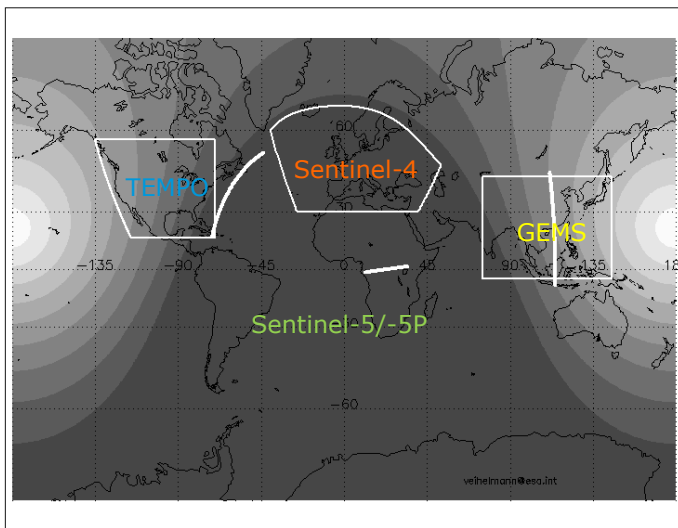 60
Sentinel-4
TEMPO
GEMS
-135 -90 -45 0 45 90 135 18
Sentinel-5/-5P
-60
veihelmann@esa.int